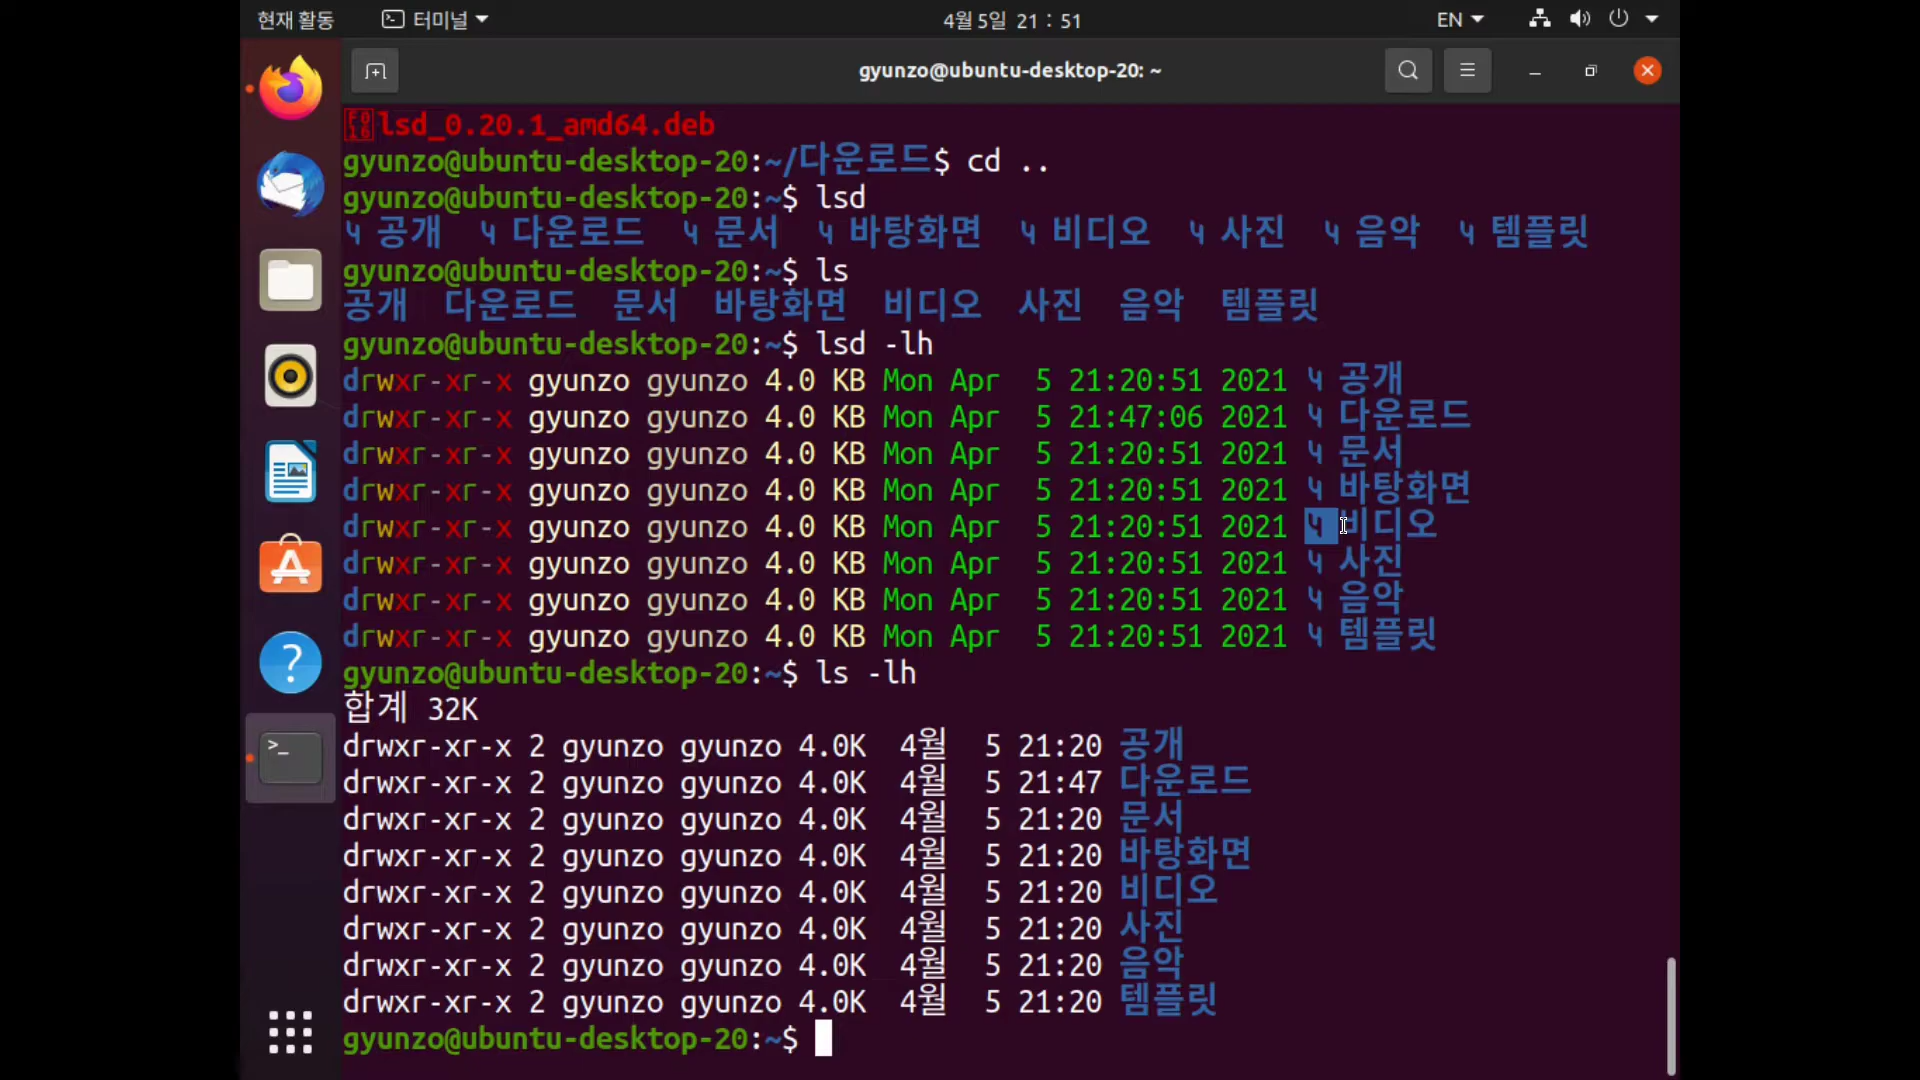 현재 활동 터미널 4월 5일 21 : 51 EN
gyunzo@ubuntu-desktop-20: ~
lsd_0.20.1_amd64.deb
gyunzo@ubuntu-desktop-20:~/다운로드$ cd ..
gyunzo@ubuntu-desktop-20:~$ lsd
공개 다운로드 문서 바탕화면 비디오 사진 음악 템플릿
gyunzo@ubuntu-desktop-20:~$ ls
공개 다운로드 문서 바탕화면 비디오 사진 음악 템플릿
gyunzo@ubuntu-desktop-20:~$ lsd -lh
drwxr-xr-x gyunzo gyunzo 4.0 KB Mon Apr 5 21:20:51 2021 공개
drwxr-xr-x gyunzo gyunzo 4.0 KB Mon Apr 5 21:47:06 2021 다운로드
drwxr-xr-x gyunzo gyunzo 4.0 KB Mon Apr 5 21:20:51 2021 문서
drwxr-xr-x gyunzo gyunzo 4.0 KB Mon Apr 5 21:20:51 2021 바탕화면
drwxr-xr-x gyunzo gyunzo 4.0 KB Mon Apr 5 21:20:51 2021 비디오
drwxr-xr-x gyunzo gyunzo 4.0 KB Mon Apr 5 21:20:51 2021 사진
drwxr-xr-x gyunzo gyunzo 4.0 KB Mon Apr 5 21:20:51 2021 음악
drwxr-xr-x gyunzo gyunzo 4.0 KB Mon Apr 5 21:20:51 2021 템플릿
gyunzo@ubuntu-desktop-20:~$ ls -lh
합계 32K
drwxr-xr-x 2 gyunzo gyunzo 4.0K 4월 5 21:20 공개
drwxr-xr-x 2 gyunzo gyunzo 4.0K 4월 5 21:47 다운로드
drwxr-xr-x 2 gyunzo gyunzo 4.0K 4월 5 21:20 문서
drwxr-xr-x 2 gyunzo gyunzo 4.0K 4월 5 21:20 바탕화면
drwxr-xr-x 2 gyunzo gyunzo 4.0K 4월 5 21:20 비디오
drwxr-xr-x 2 gyunzo gyunzo 4.0K 4월 5 21:20 사진
drwxr-xr-x 2 gyunzo gyunzo 4.0K 4월 5 21:20 음악
drwxr-xr-x 2 gyunzo gyunzo 4.0K 4월 5 21:20 템플릿
gyunzo@ubuntu-desktop-20:~$